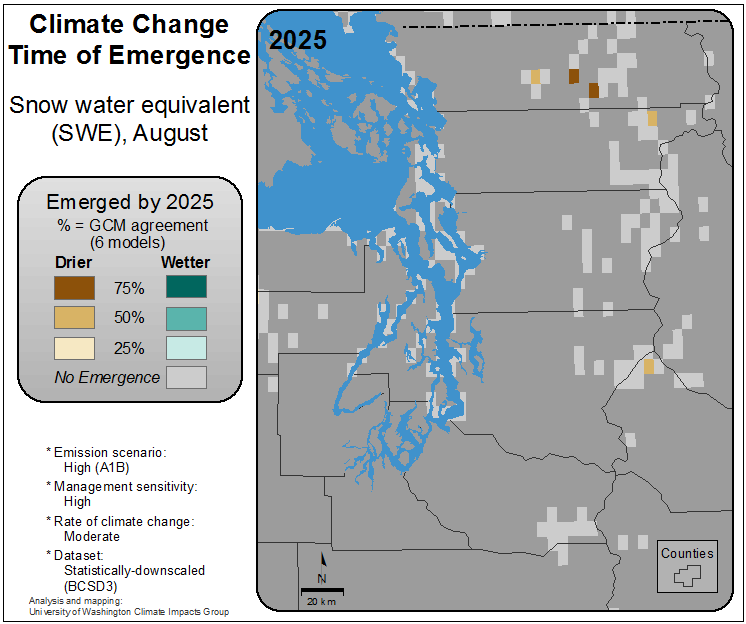 Climate Change
Time of Emergence
Snow water equivalent
(SWE), August
Emerged by 2025
% = GCM agreement
(6 models)
Drier Wetter
75%
50%
25%
No Emergence
* Emission scenario:
High (A1B)
* Management sensitivity:
High
* Rate of climate change:
Moderate
* Dataset:
Statistically-downscaled
(BCSD3)
Analysis and mapping:
University of Washington Climate Impacts Group
2025
N
20 km
Counties